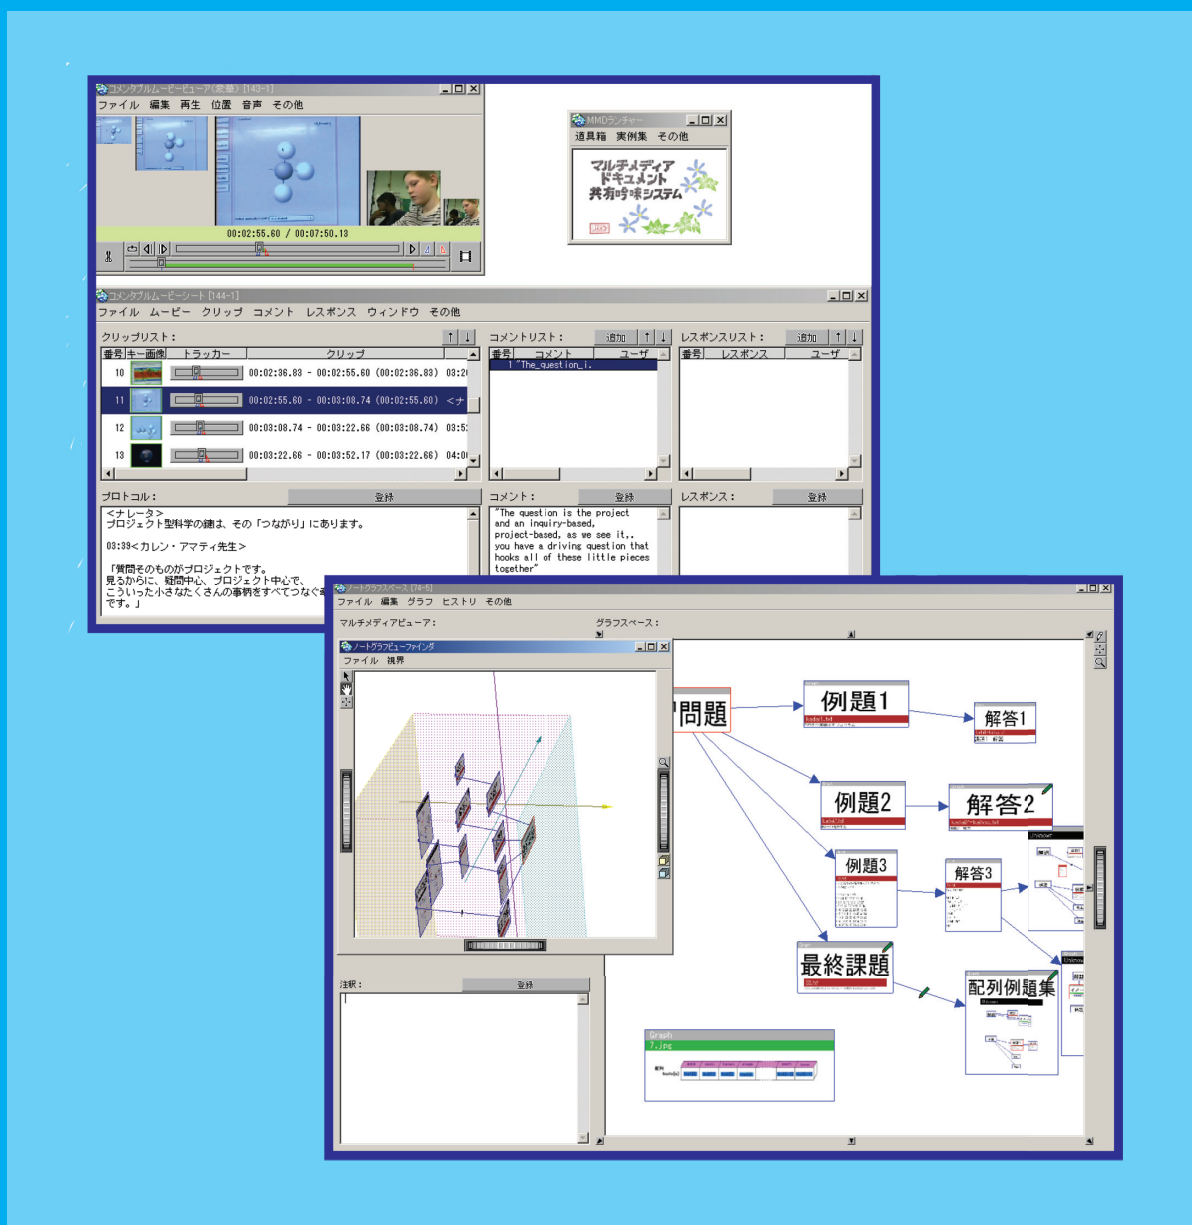 コメンタブルムービービューア(変華) [143-1]
ファイル 編集 再生 位置 音声 その他
00:02:55.60 / 00:07:50.13
MMDランチャー
道具箱 実例集 その他
マルチメディア
ドキュメント
共有吟味システム
コメンタブルムービーシート [144-1]
ファイル ムービー クリップ コメント レスポンス ウィンドウ その他
クリップリスト:
番号 キー画像 トラッカー クリップ
10 00:02:36.83 - 00:02:55.60 (00:02:36.83)
11 00:02:55.60 - 00:03:08.74 (00:02:55.60) <ナ
12 00:03:08.74 - 00:03:22.66 (00:03:08.74)
13 00:03:22.66 - 00:03:52.17 (00:03:22.66)
コメントリスト: 追加
番号 コメント ユーザ
1 "The_question_i.
レスポンスリスト: 追加
番号 レスポンス ユーザ
プロトコル: 登録
<ナレータ>
プロジェクト型科学の鍵は、その「つながり」にあります。
03:39<カレン・アマティ先生>
「質問そのものがプロジェクトです。
見るからに、疑問中心、プロジェクト中心で、
こういった小さなたくさんの事柄をすべてつなぐ
です。」
コメント: 登録
"The question is the project
and an inquiry-based,
project-based, as we see it,.
you have a driving question that
hooks all of these little pieces
together"
レスポンス: 登録
ノートグラフスペース [74-6]
ファイル 編集 グラフ ヒストリ その他
マルチメディアビューア:
グラフスペース:
ノートグラフビューファインダ
ファイル 視界
問題
例題1
解答1
例題2
解答2
例題3
解答3
Unknown
最終課題
配列例題集
Unknown
Graph
7.jpg
配列
注釈: 登録